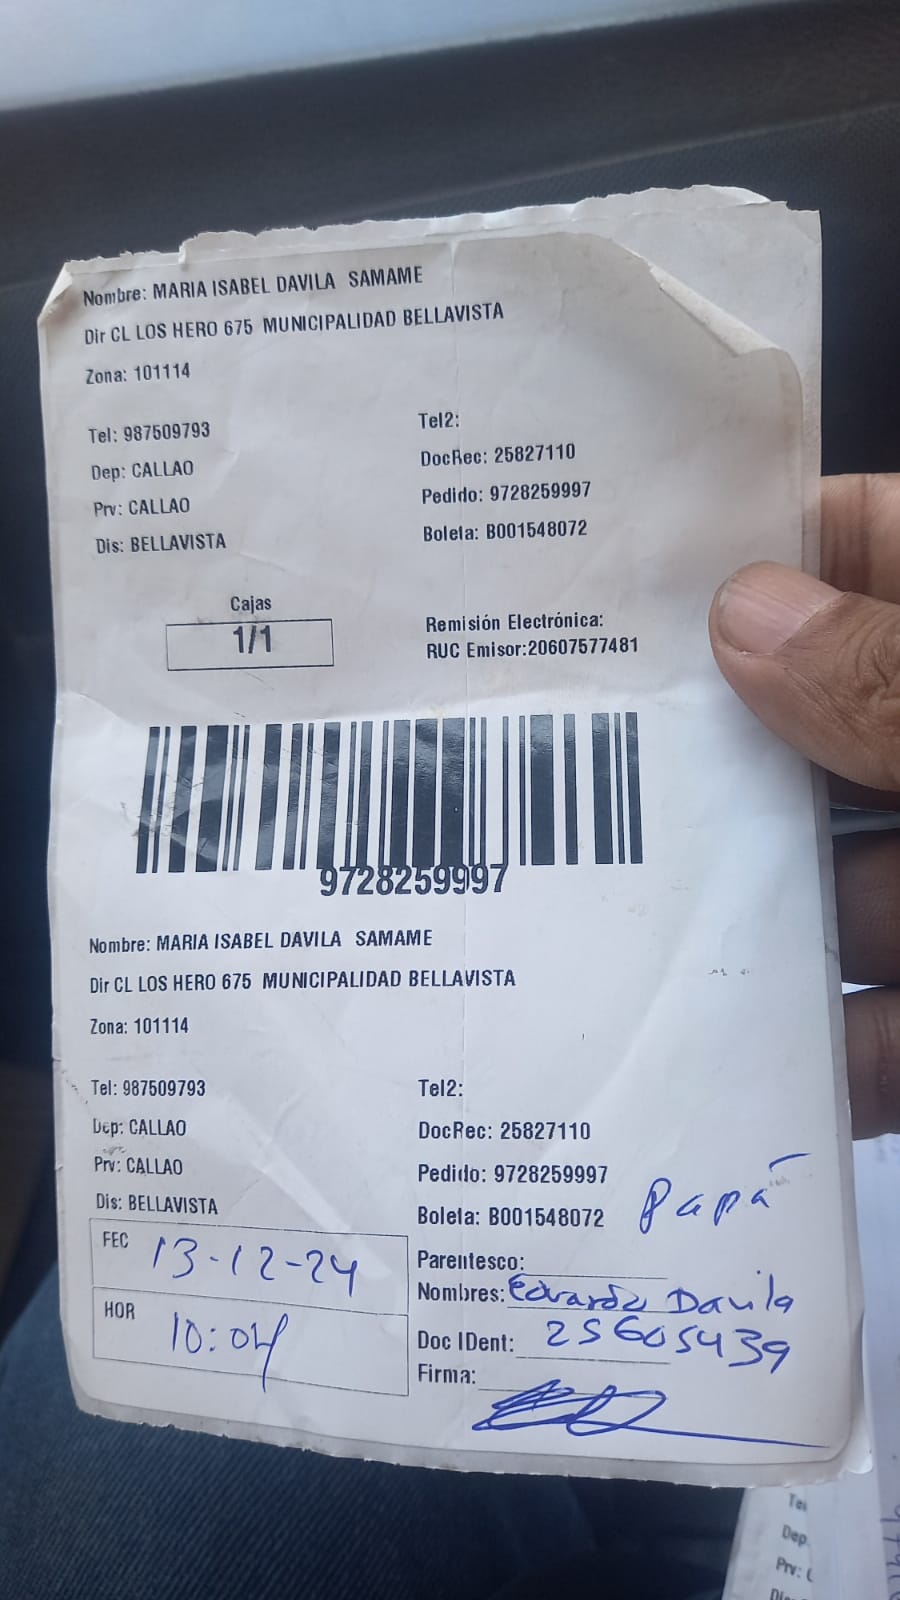 Nombre: MARIA ISABEL DAVILA SAMAME
Dir CL LOS HERO 675 MUNICIPALIDAD BELLAVISTA
Zona: 101114
Tel: 987509793 Tel2:
Dep: CALLAO DocRec: 25827110
Prv: CALLAO Pedido: 9728259997
Dis: BELLAVISTA Boleta: B001548072
Cajas
1/1
Remisión Electrónica:
RUC Emisor:20607577481
9728259997
Nombre: MARIA ISABEL DAVILA SAMAME
Dir CL LOS HERO 675 MUNICIPALIDAD BELLAVISTA
Zona: 101114
Tel: 987509793 Tel2:
Dep: CALLAO DocRec: 25827110
Prv: CALLAO Pedido: 9728259997
Dis: BELLAVISTA Boleta: B001548072
Papá
FEC 13-12-24
Parentesco:
Nombres: Eduardo Davila
HOR 10:04
Doc IDent: 25605439
Firma:
Dep.
Prv: